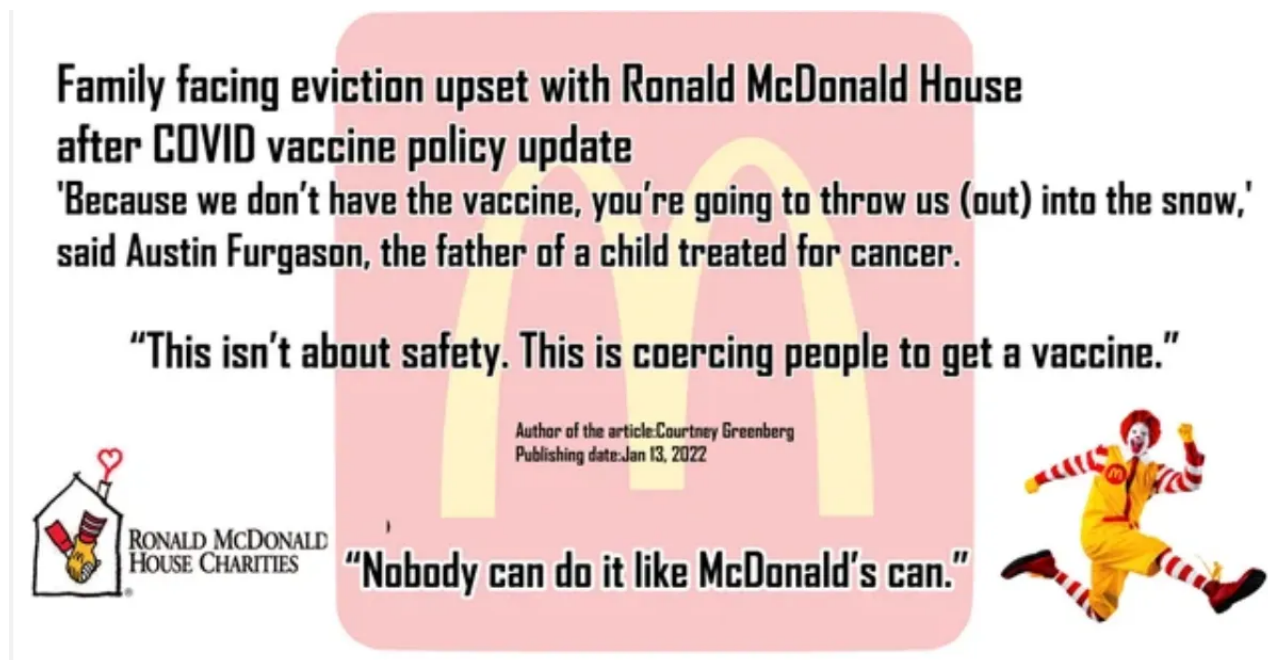 Family facing eviction upset with Ronald McDonald House
after COVID vaccine policy update
'Because we don't have the vaccine, you're going to throw us (out) into the snow,'
said Austin Furgason, the father of a child treated for cancer.
“This isn't about safety. This is coercing people to get a vaccine.”
Author of the article:Courtney Greenberg
Publishing date:Jan 13, 2022
RONALD MCDONALD
HOUSE CHARITIES
®
“Nobody can do it like McDonald's can.”